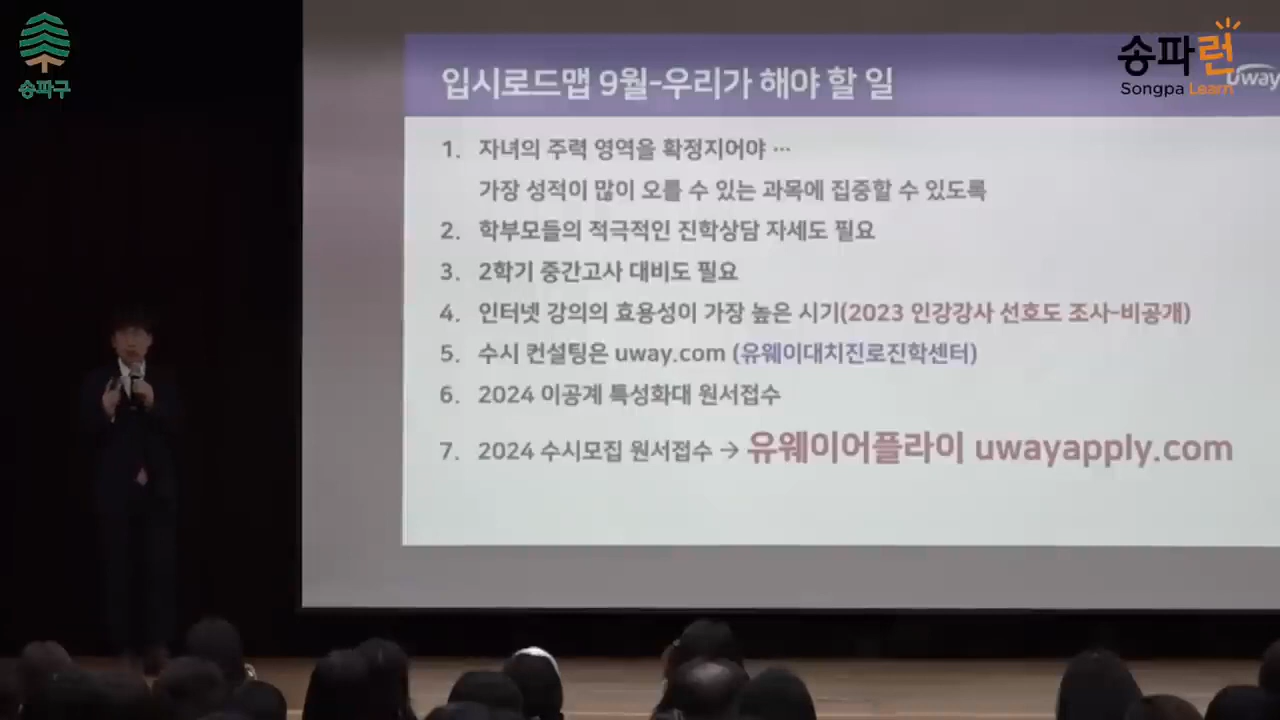 송파구
송파런
Songpa Learn
Uway
입시로드맵 9월-우리가 해야 할 일
1. 자녀의 주력 영역을 확정지어야 …
가장 성적이 많이 오를 수 있는 과목에 집중할 수 있도록
2. 학부모들의 적극적인 진학상담 자세도 필요
3. 2학기 중간고사 대비도 필요
4. 인터넷 강의의 효용성이 가장 높은 시기(2023 인강강사 선호도 조사-비공개)
5. 수시 컨설팅은 uway.com (유웨이대치진로진학센터)
6. 2024 이공계 특성화대 원서접수
7. 2024 수시모집 원서접수 → 유웨이어플라이 uwayapply.com